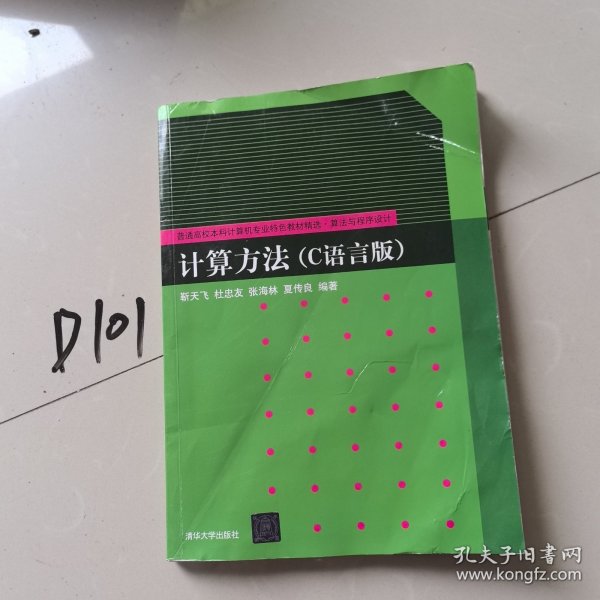 普通高校本科计算机专业特色教材精选·算法与程序设计
计算方法（C语言版）
靳天飞 杜忠友 张海林 夏传良 编著
D101
清华大学出版社
孔夫子旧书网
www.kongfz.com